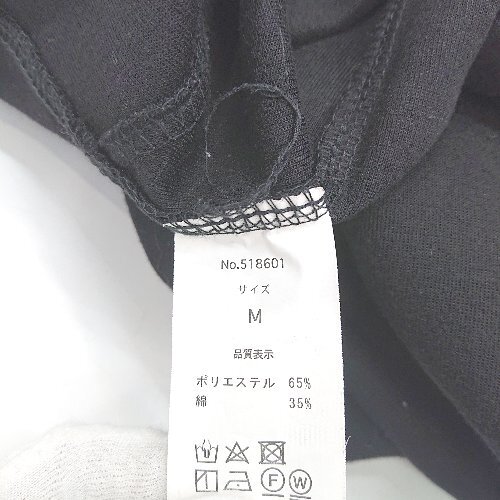 No.518601
サイズ
M
品質表示
ポリエステル 65%
綿 35%
F W